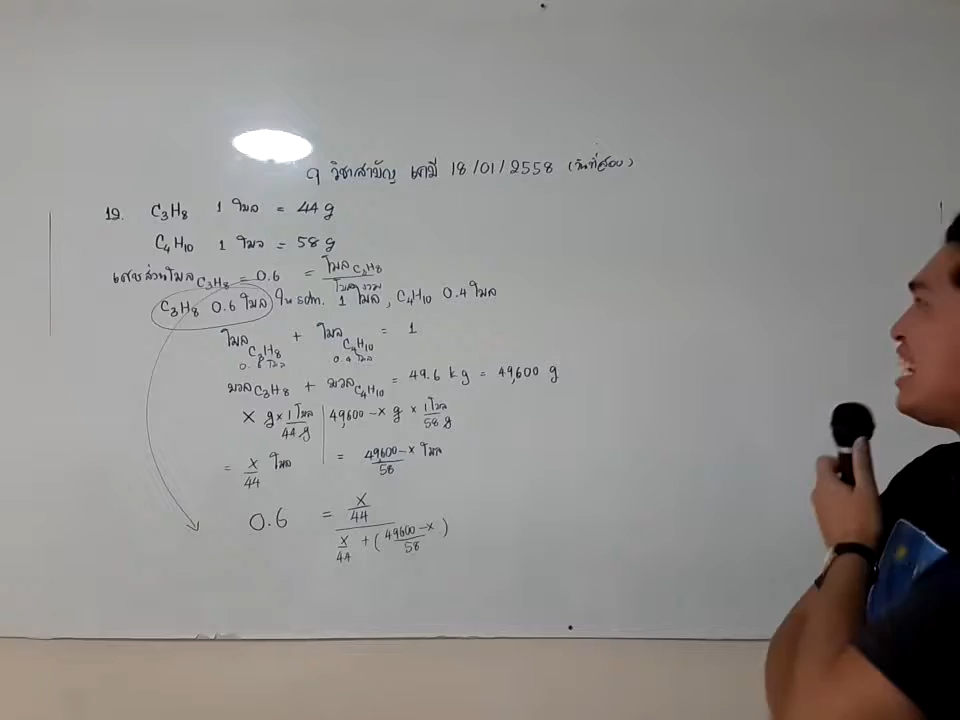 ๑ วิชาสามัญ เคมี 18/01/2558 (วันที่สอง)
12. C3H8 1 โมล = 44 g
C4H10 1 โมล = 58 g
เศษส่วนโมล C3H8 = 0.6 = โมล C3H8 / โมลรวม
C3H8 0.6 โมล ใน สดท. 1 โมล, C4H10 0.4 โมล
โมล C3H8 + โมล C4H10 = 1
0.6 โมล 0.4 โมล
มวล C3H8 + มวล C4H10 = 49.6 kg = 49,600 g
X g × 1 โมล / 44 g 49,600 - X g × 1 โมล / 58 g
= X / 44 โมล = 49,600 - X / 58 โมล
0.6 = X / 44 / X / 44 + (49600 - X / 58)